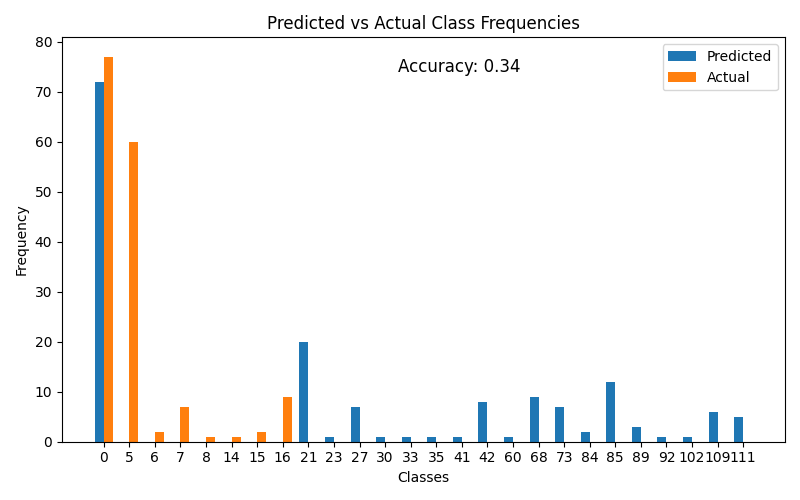 Predicted vs Actual Class Frequencies
Accuracy: 0.34
Predicted
Actual
80
70
60
50
40
30
20
10
0
Frequency
0 5 6 7 8 14 15 16 21 23 27 30 33 35 41 42 60 68 73 84 85 89 92 102 109 111
Classes